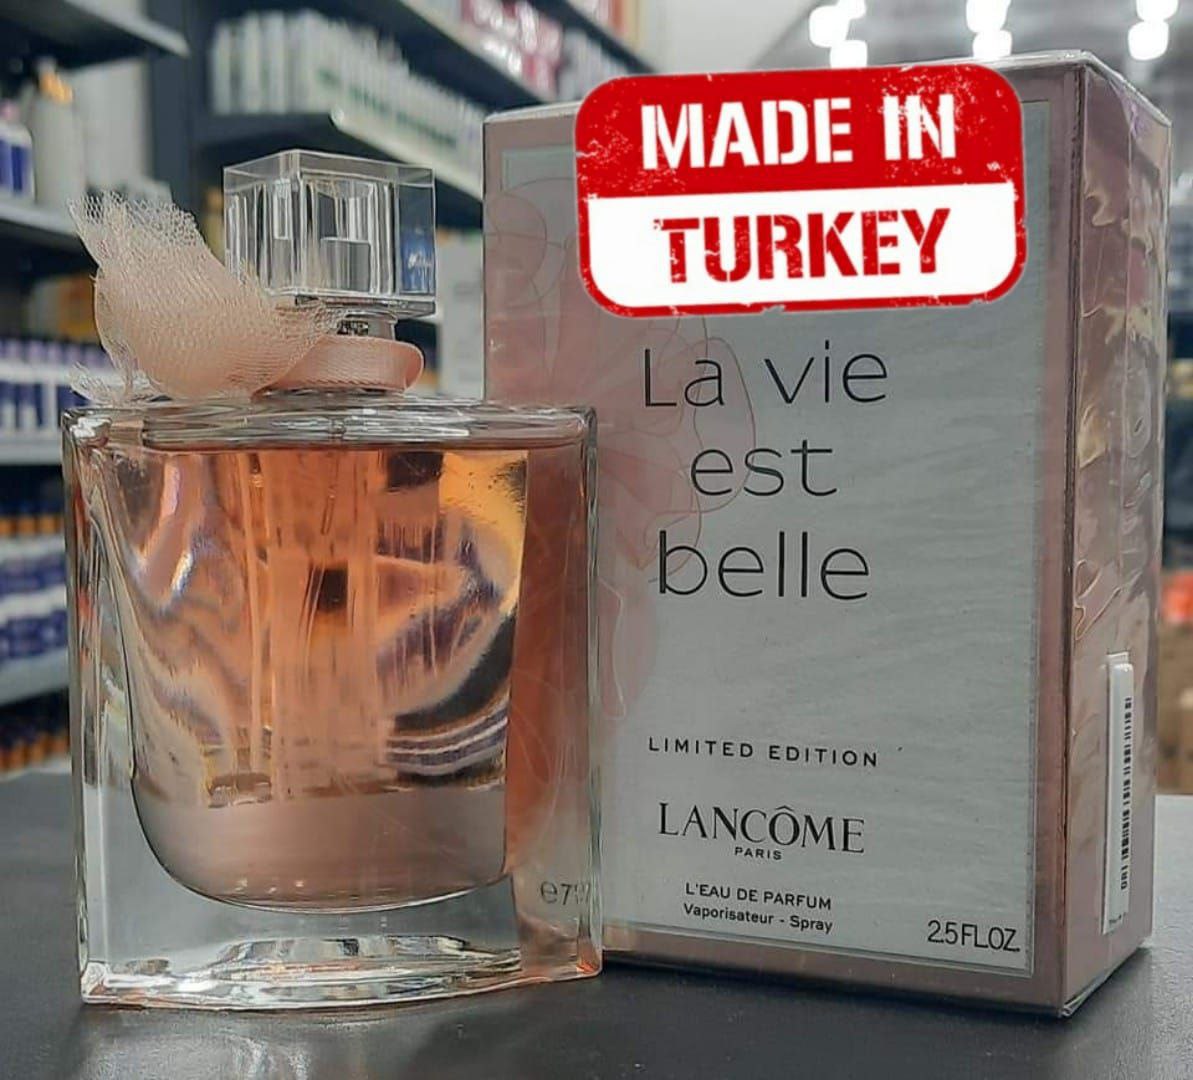 MADE IN
TURKEY
La vie
est
belle
LIMITED EDITION
LANCÔME
PARIS
L'EAU DE PARFUM
Vaporisateur - Spray
2.5 FL.OZ.